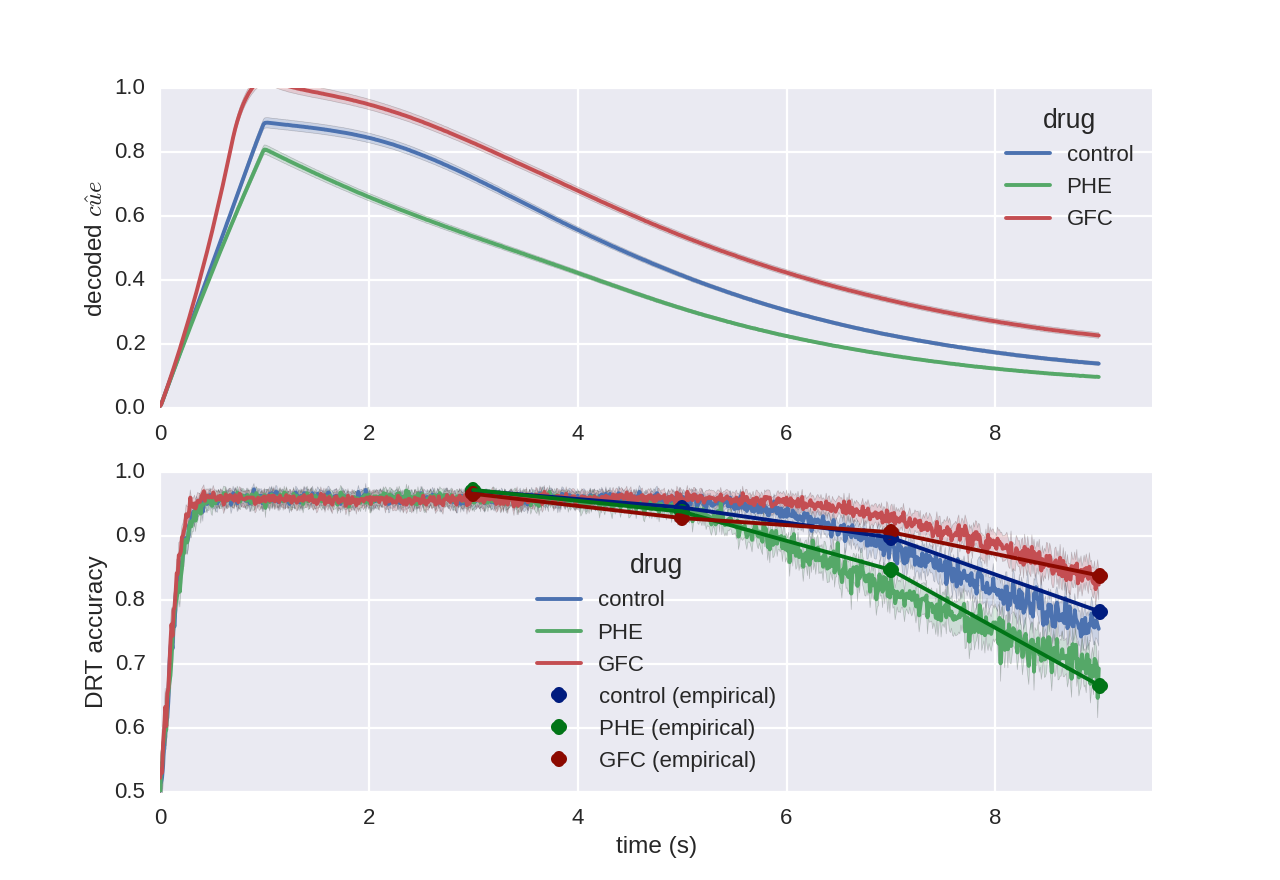 1.0
0.8
0.6
0.4
0.2
0.0
decoded cûe
0 2 4 6 8
drug
control
PHE
GFC
1.0
0.9
0.8
0.7
0.6
0.5
DRT accuracy
drug
control
PHE
GFC
control (empirical)
PHE (empirical)
GFC (empirical)
0 2 4 6 8
time (s)